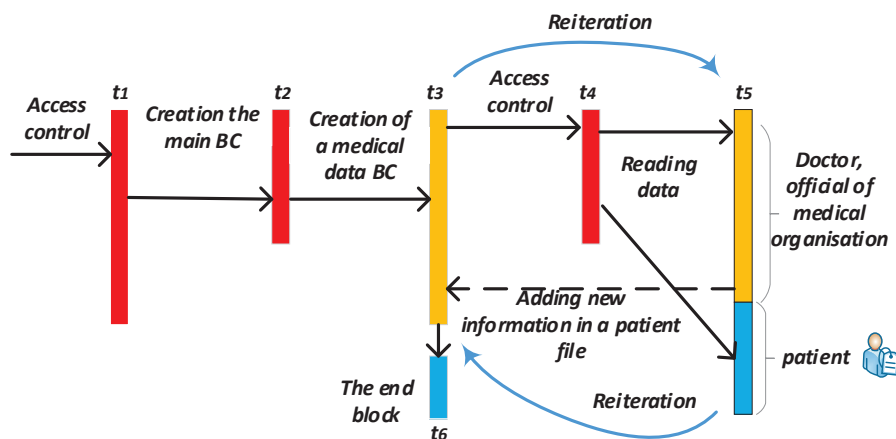 Reiteration
t1
t2
t3
t4
t5
Access
control
Creation the
main BC
Creation of
a medical
data BC
Access
control
Reading
data
Doctor,
official of
medical
organisation
Adding new
information in a patient
file
patient
The end
block
t6
Reiteration